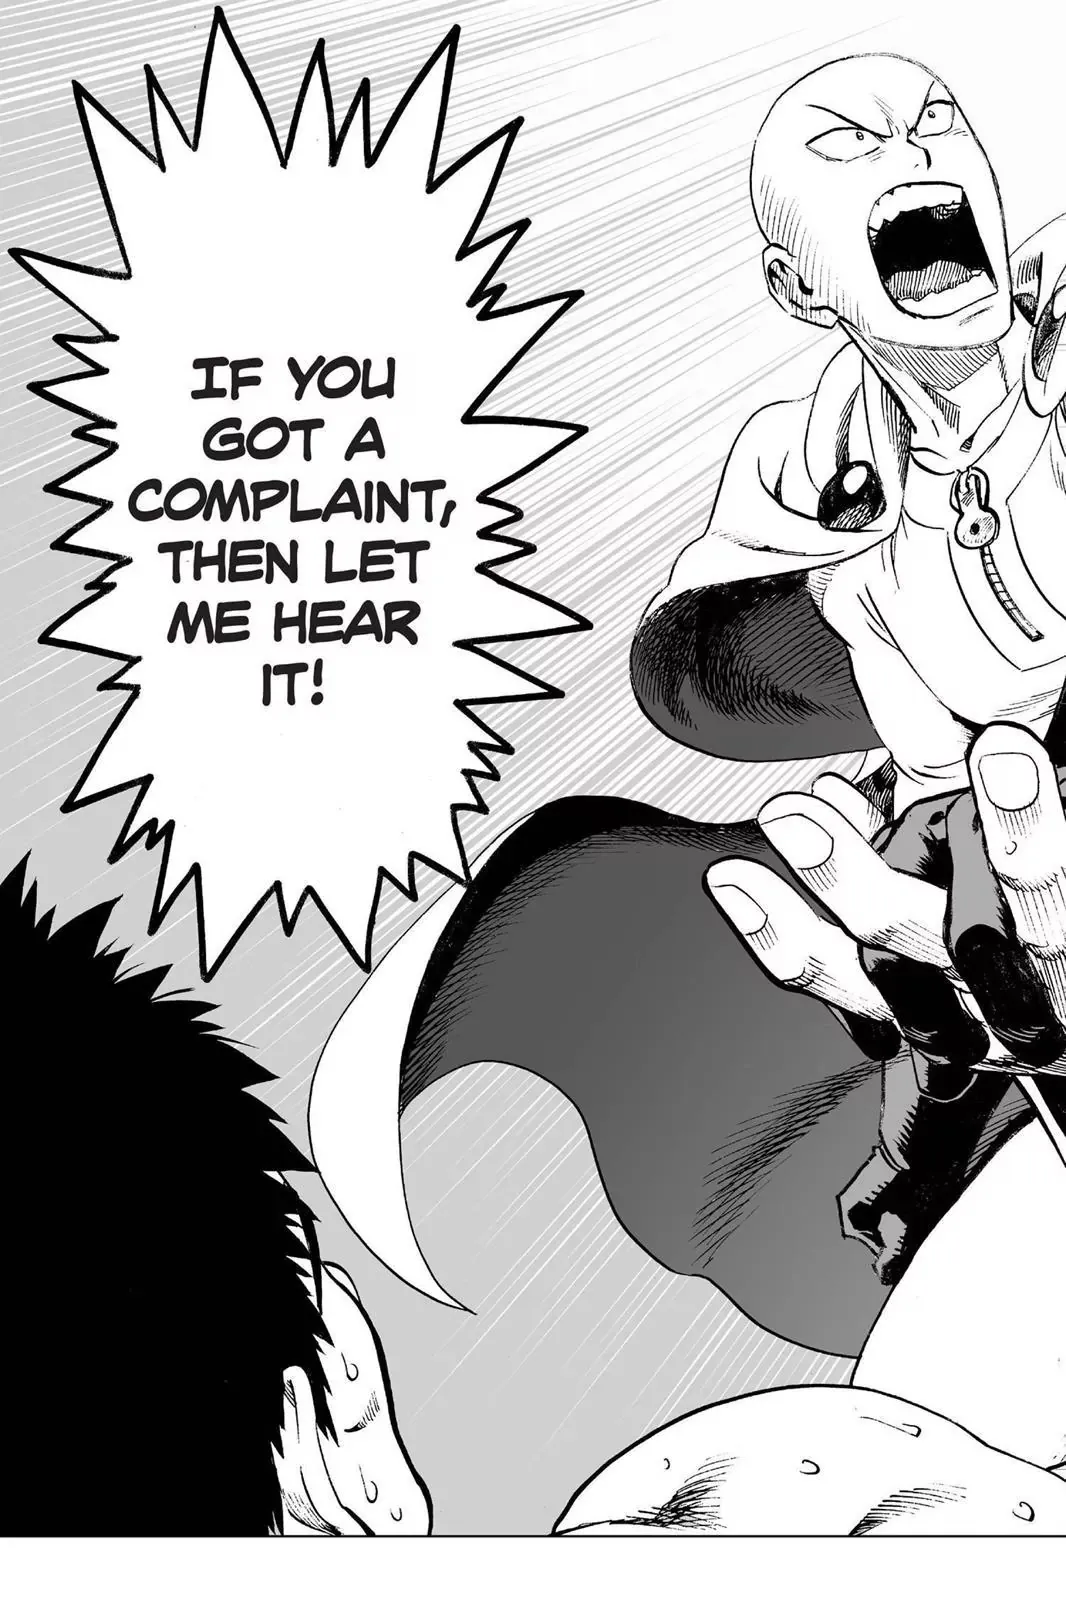 IF YOU
GOT A
COMPLAINT,
THEN LET
ME HEAR
IT!